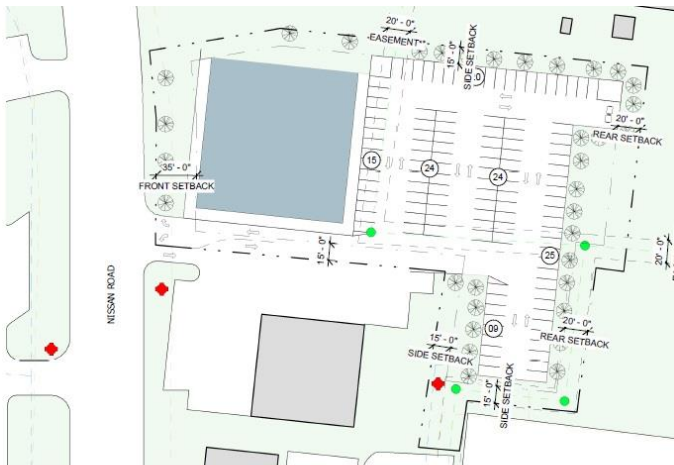 20' - 0"
EASEMENT
15' - 0"
SIDE SETBACK
20' - 0"
REAR SETBACK
15
24
24
35' - 0"
FRONT SETBACK
15' - 0"
25
20' - 0"
NISSAN ROAD
09
20' - 0"
REAR SETBACK
15' - 0"
SIDE SETBACK
15' - 0"
SIDE SETBACK